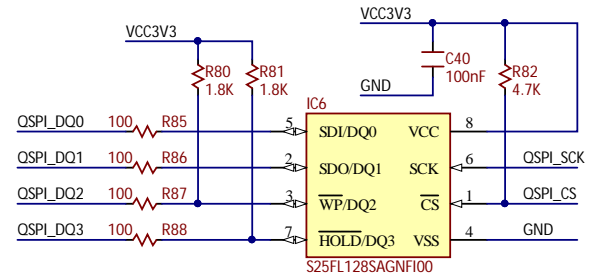 VCC3V3
VCC3V3
R80
1.8K
R81
1.8K
C40
100nF
R82
4.7K
GND
IC6
QSPI_DQ0 100 R85 5 SDI/DQ0 VCC 8
QSPI_DQ1 100 R86 2 SDO/DQ1 SCK 6 QSPI_SCK
QSPI_DQ2 100 R87 3 WP/DQ2 CS 1 QSPI_CS
QSPI_DQ3 100 R88 7 HOLD/DQ3 VSS 4 GND
S25FL128SAGNFI00